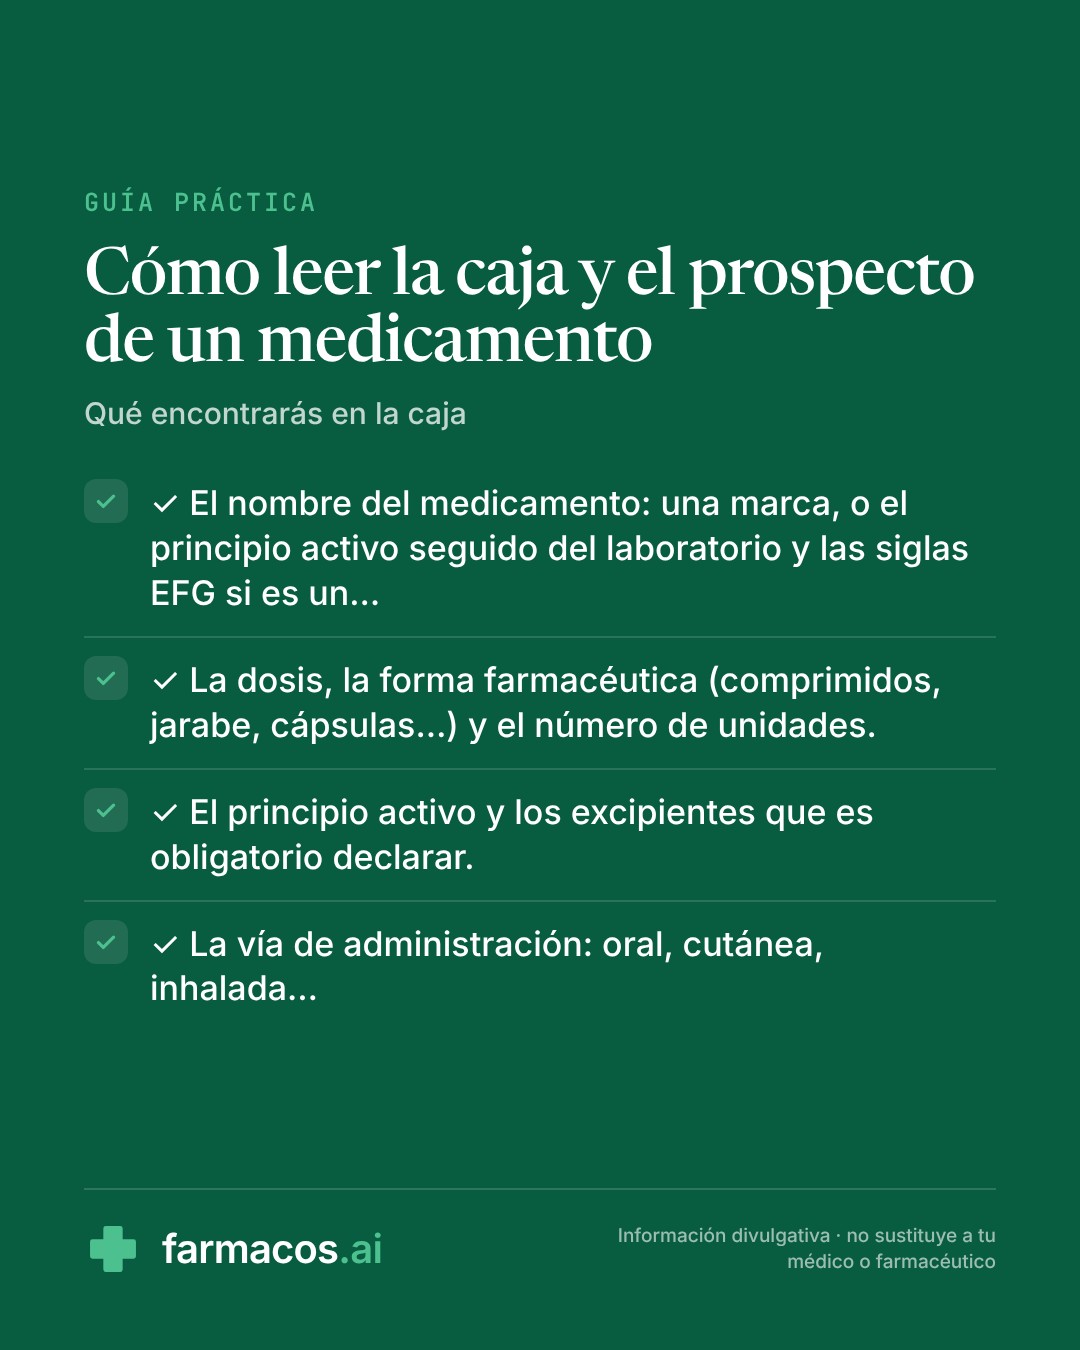 GUÍA PRÁCTICA
Cómo leer la caja y el prospecto
de un medicamento
Qué encontrarás en la caja
✓ El nombre del medicamento: una marca, o el
principio activo seguido del laboratorio y las siglas
EFG si es un...
✓ La dosis, la forma farmacéutica (comprimidos,
jarabe, cápsulas...) y el número de unidades.
✓ El principio activo y los excipientes que es
obligatorio declarar.
✓ La vía de administración: oral, cutánea,
inhalada...
farmacos.ai
Información divulgativa · no sustituye a tu
médico o farmacéutico